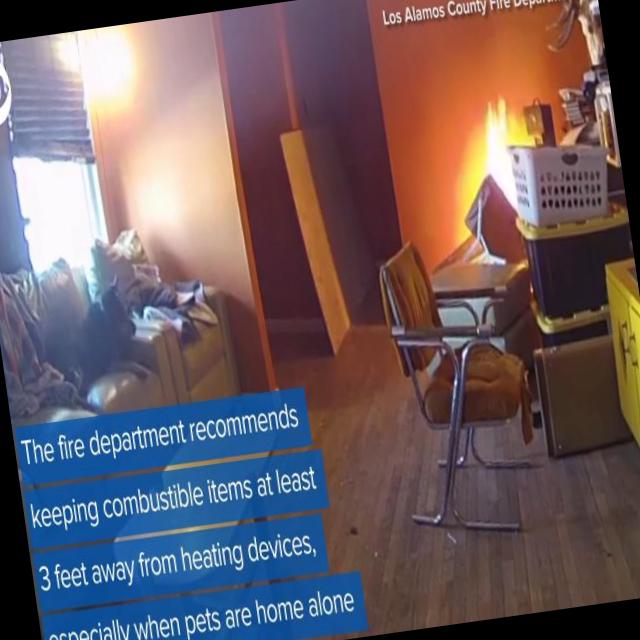 Los Alamos County Fire
The fire department recommends
keeping combustible items at least
3 feet away from heating devices,
especially when pets are home alone